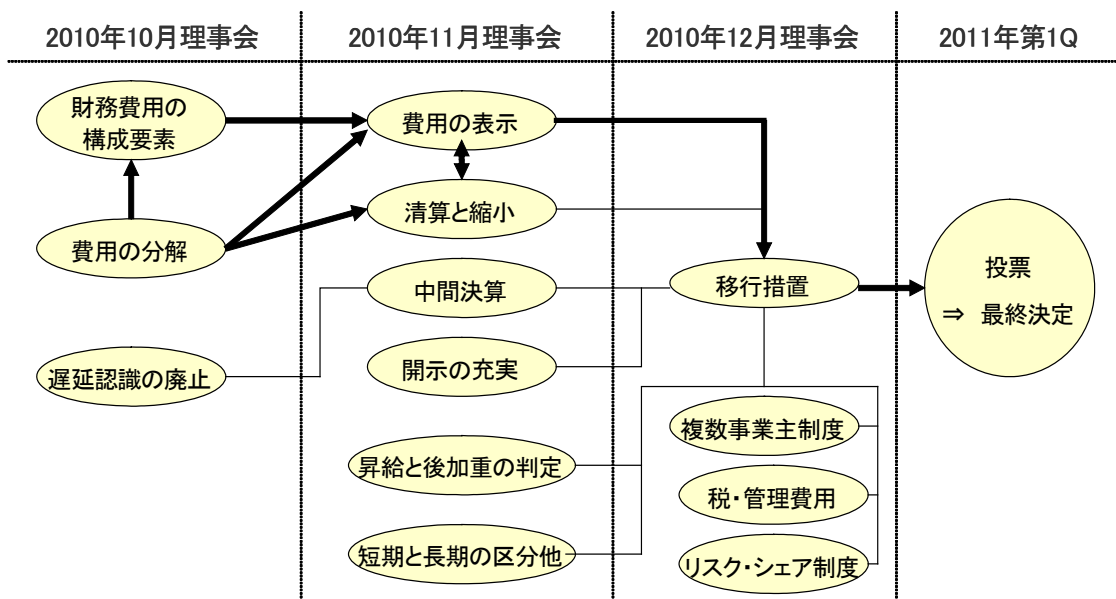 2010年10月理事会
2010年11月理事会
2010年12月理事会
2011年第1Q
財務費用の
構成要素
費用の分解
遅延認識の廃止
費用の表示
清算と縮小
中間決算
開示の充実
昇給と後加重の判定
短期と長期の区分他
移行措置
複数事業主制度
税・管理費用
リスク・シェア制度
投票
⇒ 最終決定